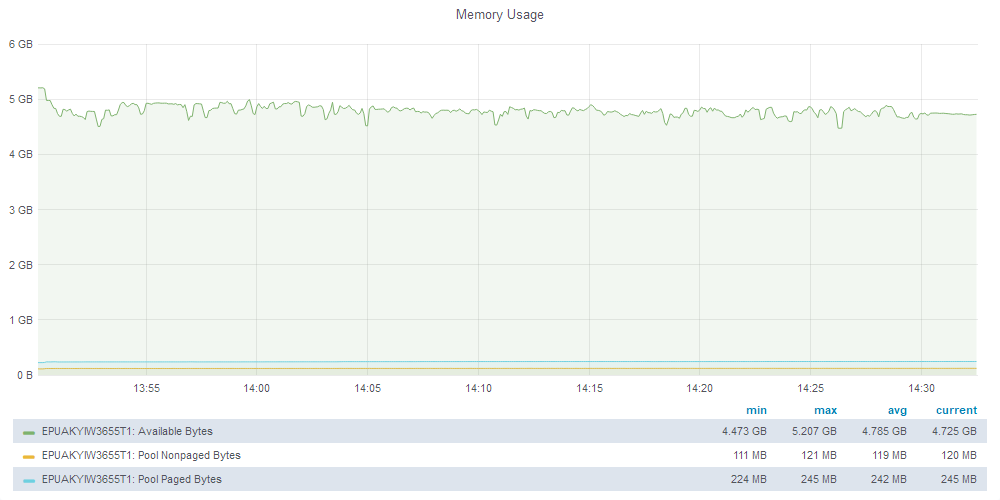 Memory Usage
6 GB
5 GB
4 GB
3 GB
2 GB
1 GB
0 B
13:55 14:00 14:05 14:10 14:15 14:20 14:25 14:30
min max avg current
EPUAKYIW3655T1: Available Bytes 4.473 GB 5.207 GB 4.785 GB 4.725 GB
EPUAKYIW3655T1: Pool Nonpaged Bytes 111 MB 121 MB 119 MB 120 MB
EPUAKYIW3655T1: Pool Paged Bytes 224 MB 245 MB 242 MB 245 MB